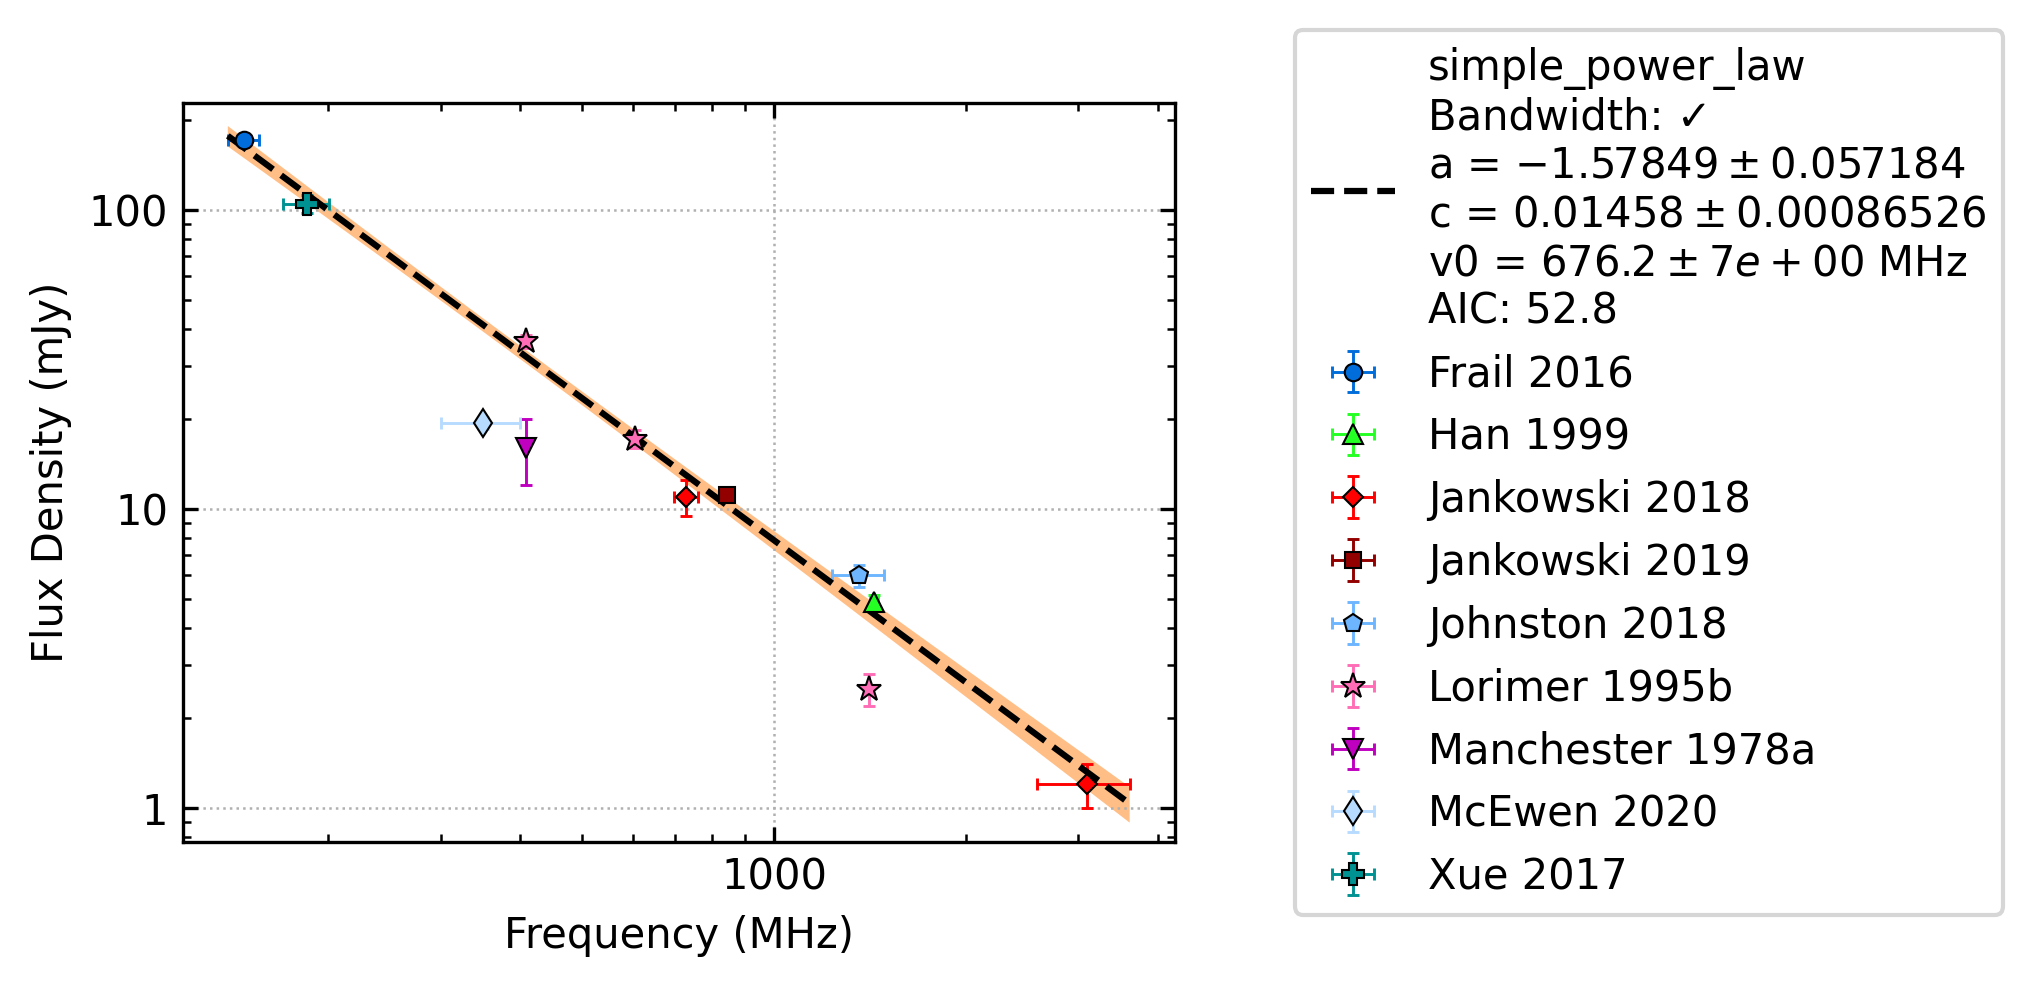 100
10
1
1000
Flux Density (mJy)
Frequency (MHz)
simple_power_law
Bandwidth: ✓
a = −1.57849 ± 0.057184
c = 0.01458 ± 0.00086526
v0 = 676.2 ± 7e + 00 MHz
AIC: 52.8
Frail 2016
Han 1999
Jankowski 2018
Jankowski 2019
Johnston 2018
Lorimer 1995b
Manchester 1978a
McEwen 2020
Xue 2017